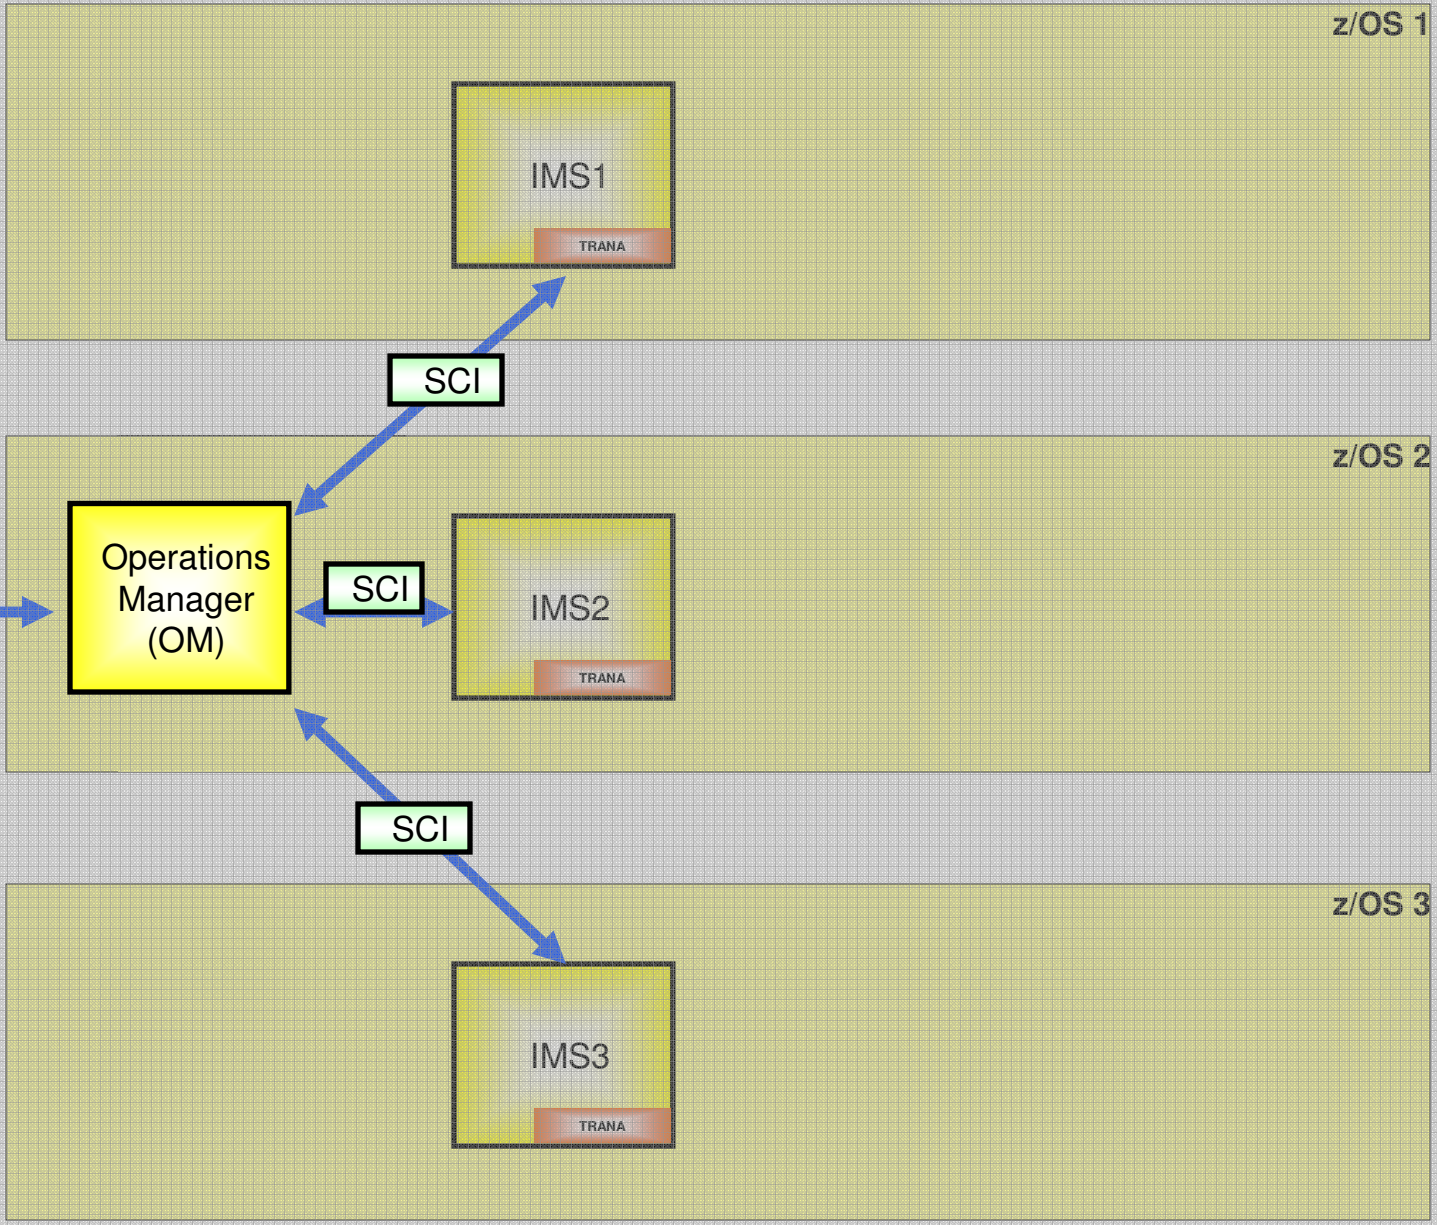 z/OS 1
IMS1
TRANA
SCI
z/OS 2
Operations
Manager
(OM)
SCI
IMS2
TRANA
SCI
z/OS 3
IMS3
TRANA